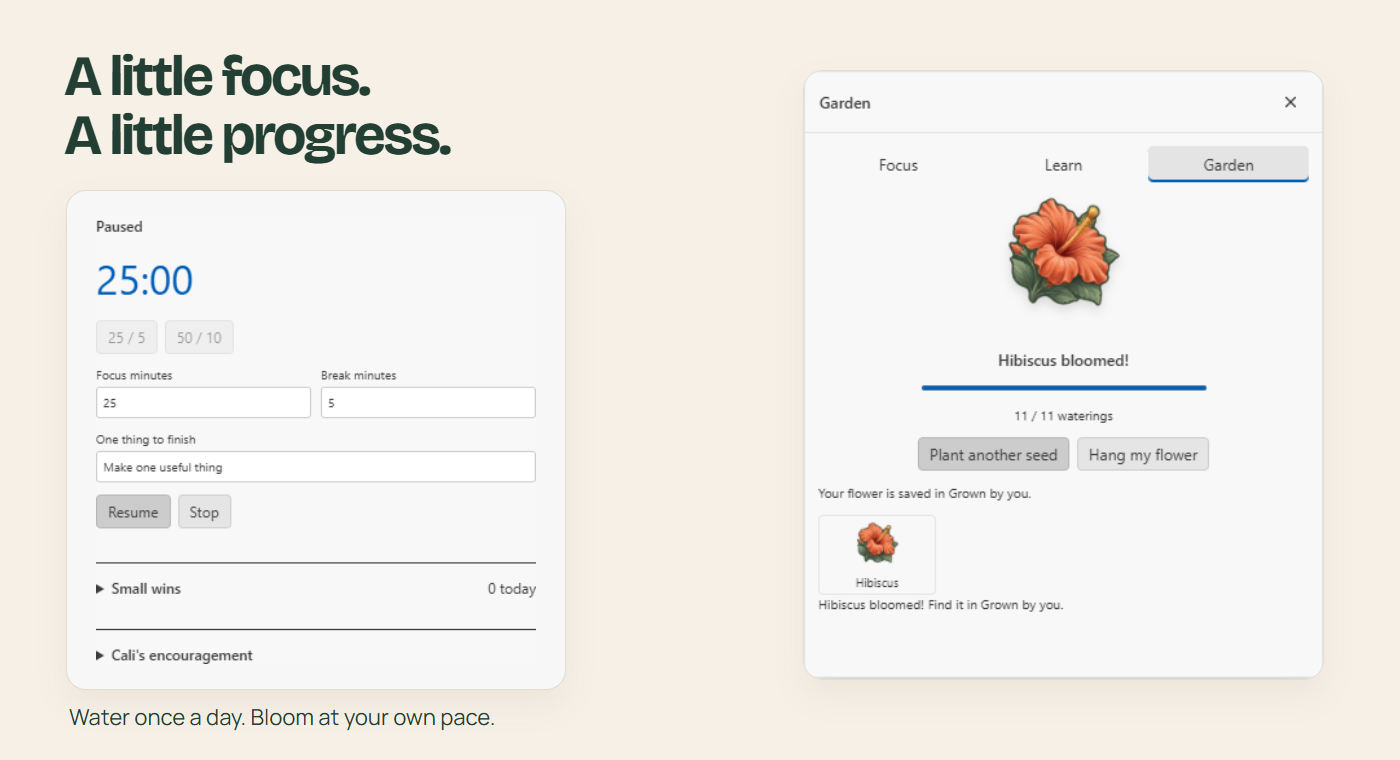 A little focus.
A little progress.
Paused
25:00
25 / 5
50 / 10
Focus minutes
Break minutes
25
5
One thing to finish
Make one useful thing
Resume
Stop
Small wins
0 today
Cali's encouragement
Water once a day. Bloom at your own pace.
Garden
Focus
Learn
Garden
Hibiscus bloomed!
11 / 11 waterings
Plant another seed
Hang my flower
Your flower is saved in Grown by you.
Hibiscus
Hibiscus bloomed! Find it in Grown by you.